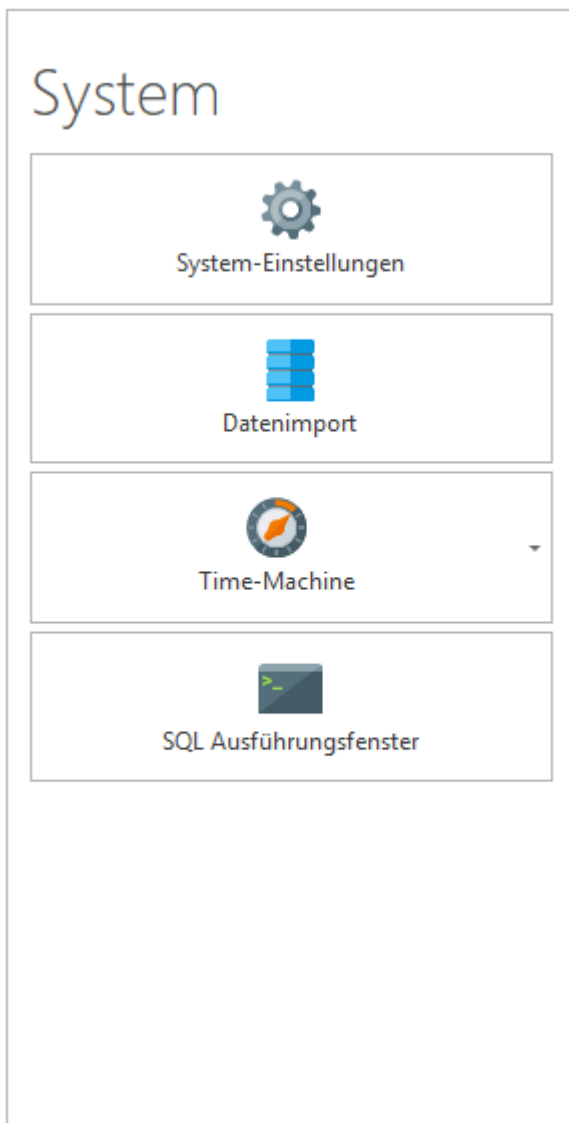 System
System-Einstellungen
Datenimport
Time-Machine
>_
SQL Ausführungsfenster